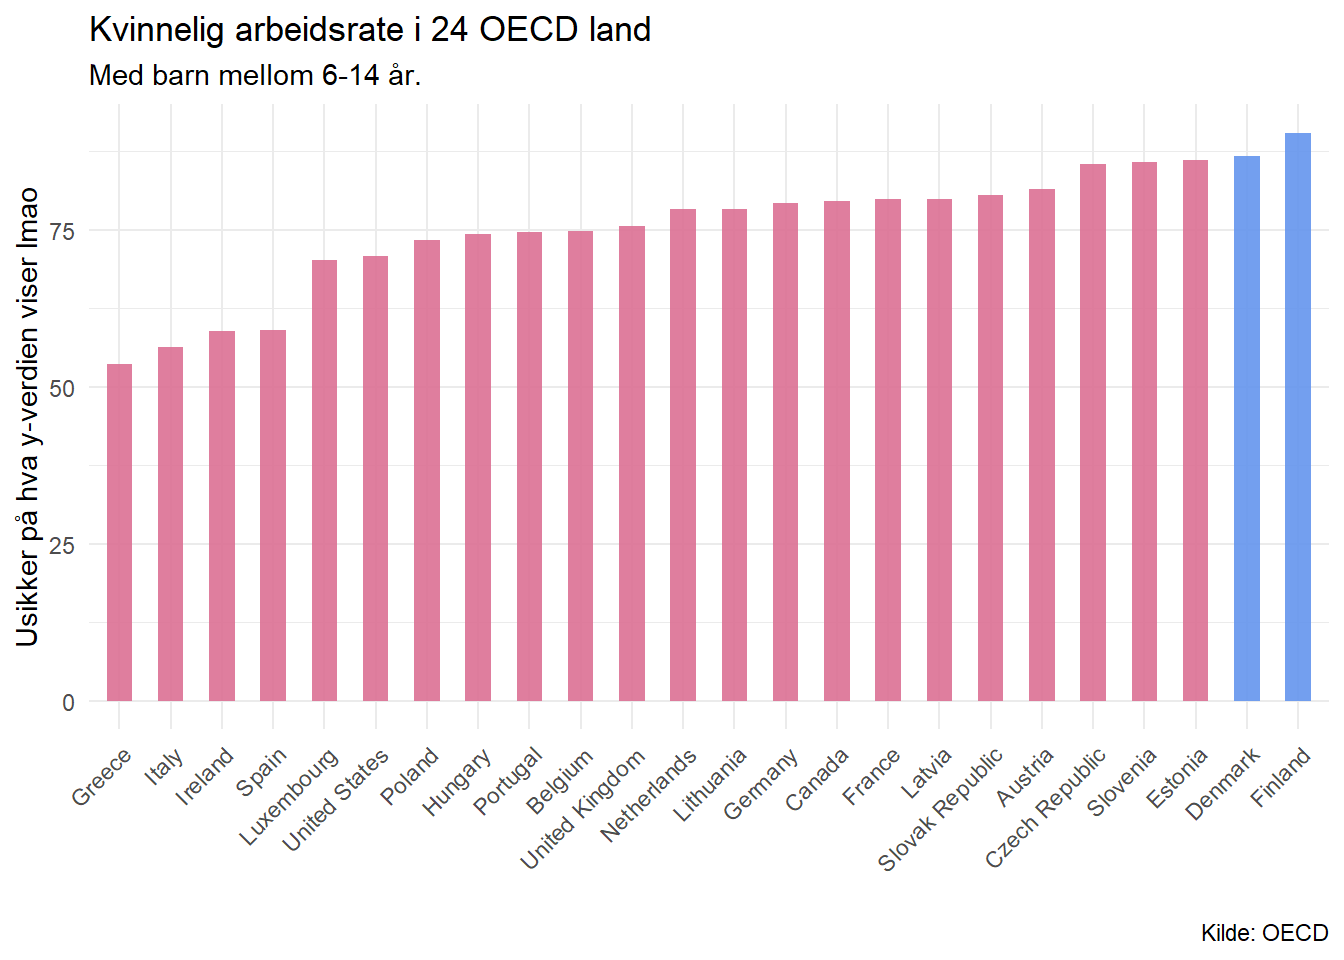 Kvinnelig arbeidsrate i 24 OECD land
Med barn mellom 6-14 år.
Usikker på hva y-verdien viser lmao
75
50
25
0
Greece
Italy
Ireland
Spain
Luxembourg
United States
Poland
Hungary
Portugal
Belgium
United Kingdom
Netherlands
Lithuania
Germany
Canada
France
Latvia
Slovak Republic
Austria
Czech Republic
Slovenia
Estonia
Denmark
Finland
Kilde: OECD